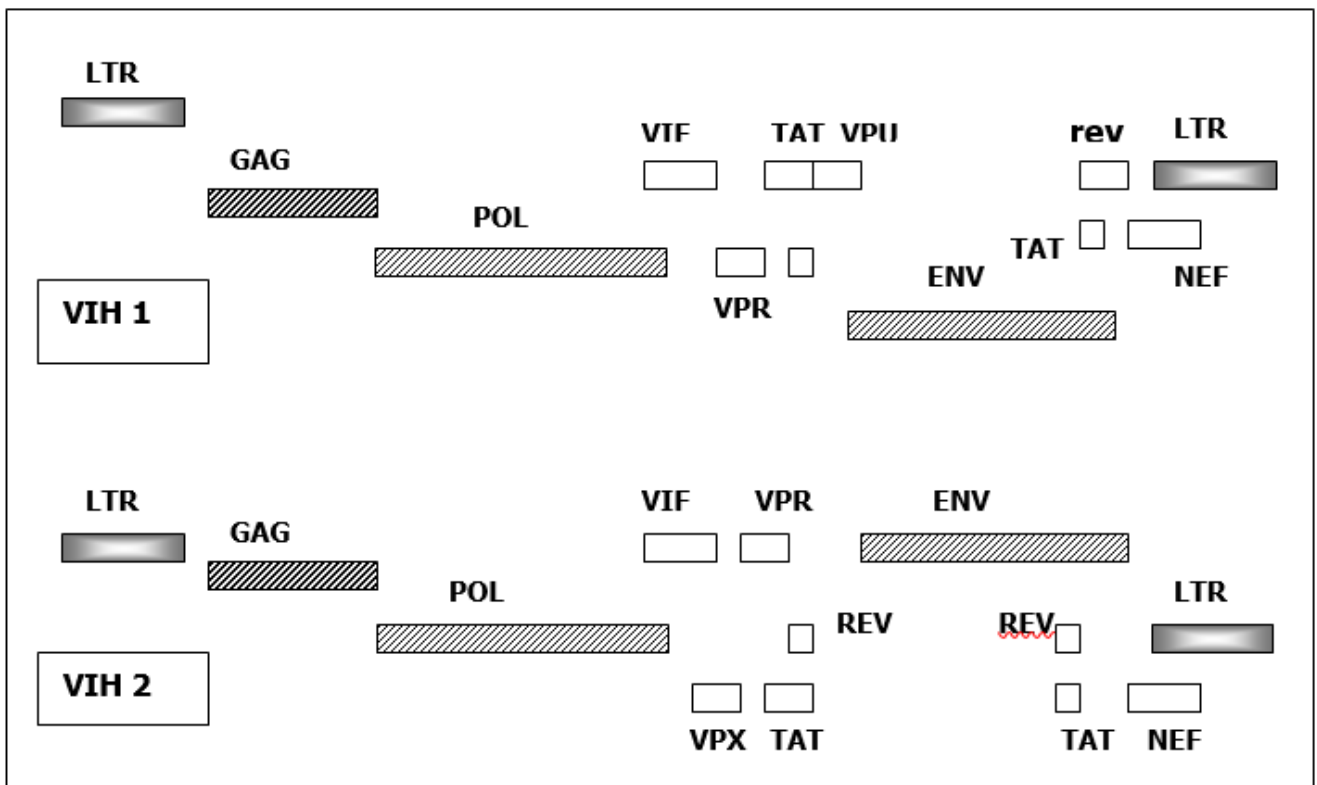 LTR
VIF TAT VPU rev LTR
GAG
POL
TAT
ENV NEF
VIH 1 VPR
LTR VIF VPR ENV
GAG
POL LTR
REV REV
VIH 2
VPX TAT TAT NEF